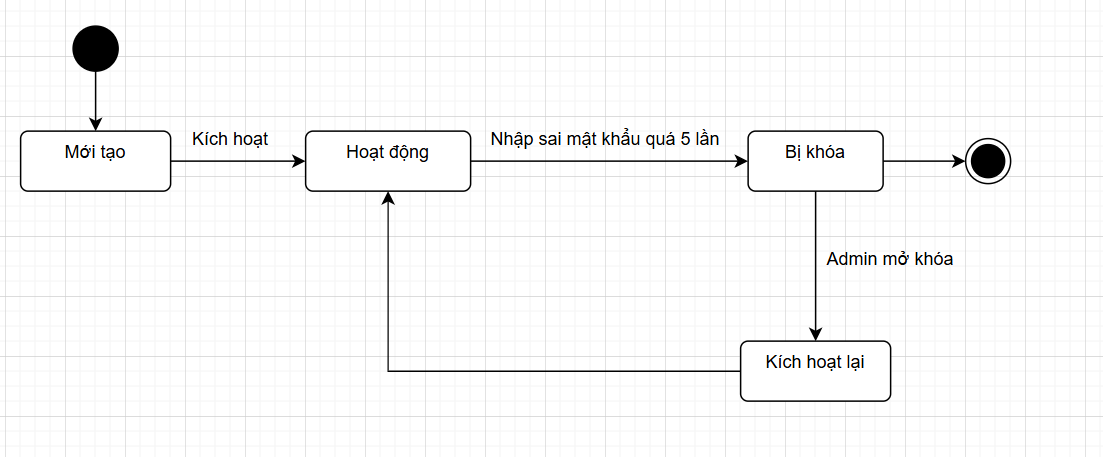 Mới tạo
Kích hoạt
Hoạt động
Nhập sai mật khẩu quá 5 lần
Bị khóa
Admin mở khóa
Kích hoạt lại